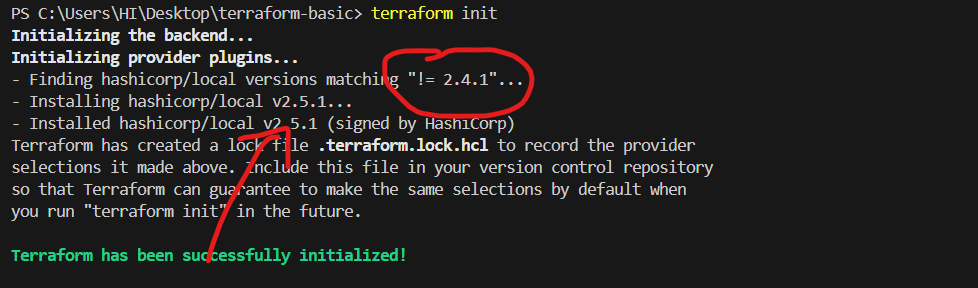 PS C:\Users\HI\Desktop\terraform-basic> terraform init
Initializing the backend...
Initializing provider plugins...
- Finding hashicorp/local versions matching "!= 2.4.1"...
- Installing hashicorp/local v2.5.1...
- Installed hashicorp/local v2.5.1 (signed by HashiCorp)
Terraform has created a lock file .terraform.lock.hcl to record the provider
selections it made above. Include this file in your version control repository
so that Terraform can guarantee to make the same selections by default when
you run "terraform init" in the future.
Terraform has been successfully initialized!